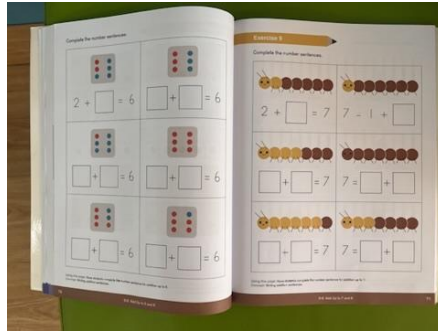 Complete the number sentences.
2 + = 6
+ = 6
+ = 6
+ = 6
+ = 6
+ = 6
Exercise 5
Complete the number sentences.
2 + = 7
7 = 1 +
+ = 7
7 = +
+ = 7
7 = +